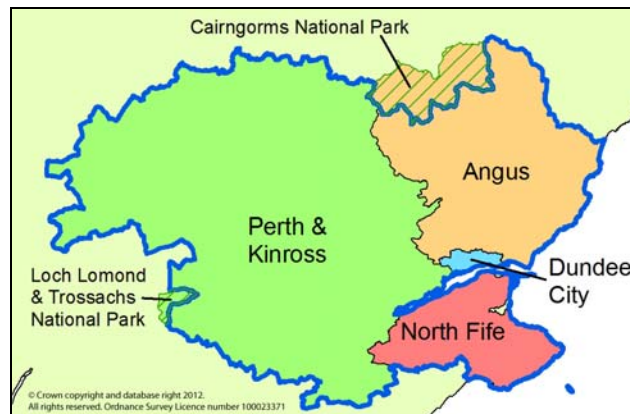 Cairngorms National Park
Angus
Perth &
Kinross
Loch Lomond
& Trossachs
National Park
Dundee
City
North Fife
© Crown copyright and database right 2012.
All rights reserved. Ordnance Survey Licence number 100023371